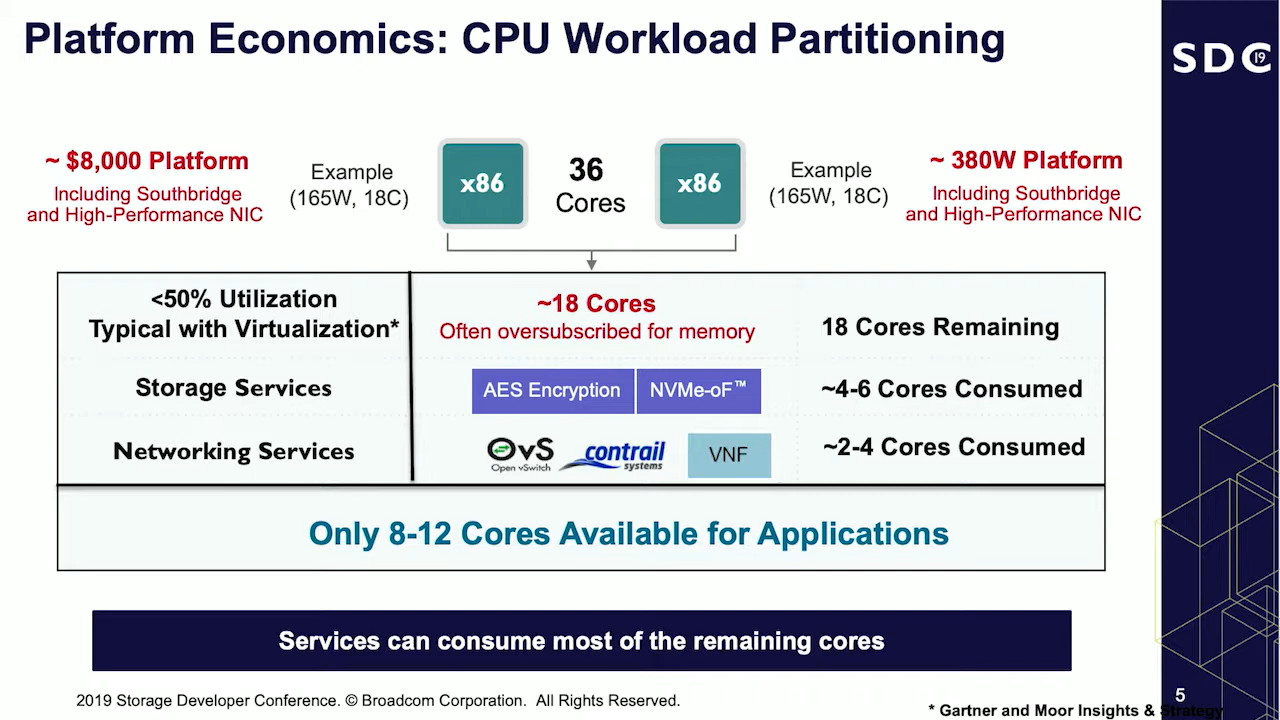 Platform Economics: CPU Workload Partitioning
SDC 19
~ $8,000 Platform
Including Southbridge
and High-Performance NIC
Example
(165W, 18C)
x86
36
Cores
x86
Example
(165W, 18C)
~ 380W Platform
Including Southbridge
and High-Performance NIC
<50% Utilization
Typical with Virtualization*
~18 Cores
Often oversubscribed for memory
18 Cores Remaining
Storage Services
AES Encryption
NVMe-oF™
~4-6 Cores Consumed
Networking Services
OvS
Open vSwitch
contrail
systems
VNF
~2-4 Cores Consumed
Only 8-12 Cores Available for Applications
Services can consume most of the remaining cores
2019 Storage Developer Conference. © Broadcom Corporation. All Rights Reserved.
5
* Gartner and Moor Insights & Strategy